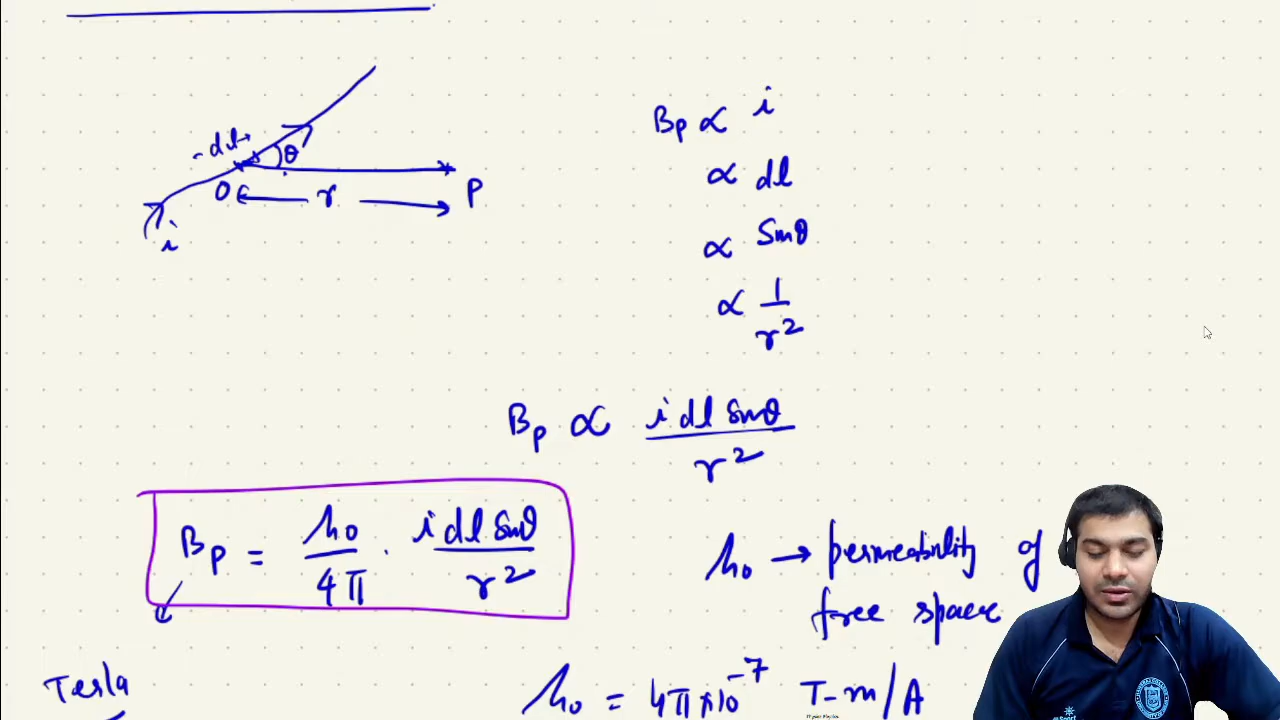 dl
θ
O r P
i
Bp ∝ i
∝ dl
∝ Sinθ
∝ 1/r²
Bp ∝ i dl sinθ / r²
Bp = μ₀/4π · i dl sinθ / r²
μ₀ → permeability of
free space
Tesla
μ₀ = 4π×10⁻⁷ T-m/A